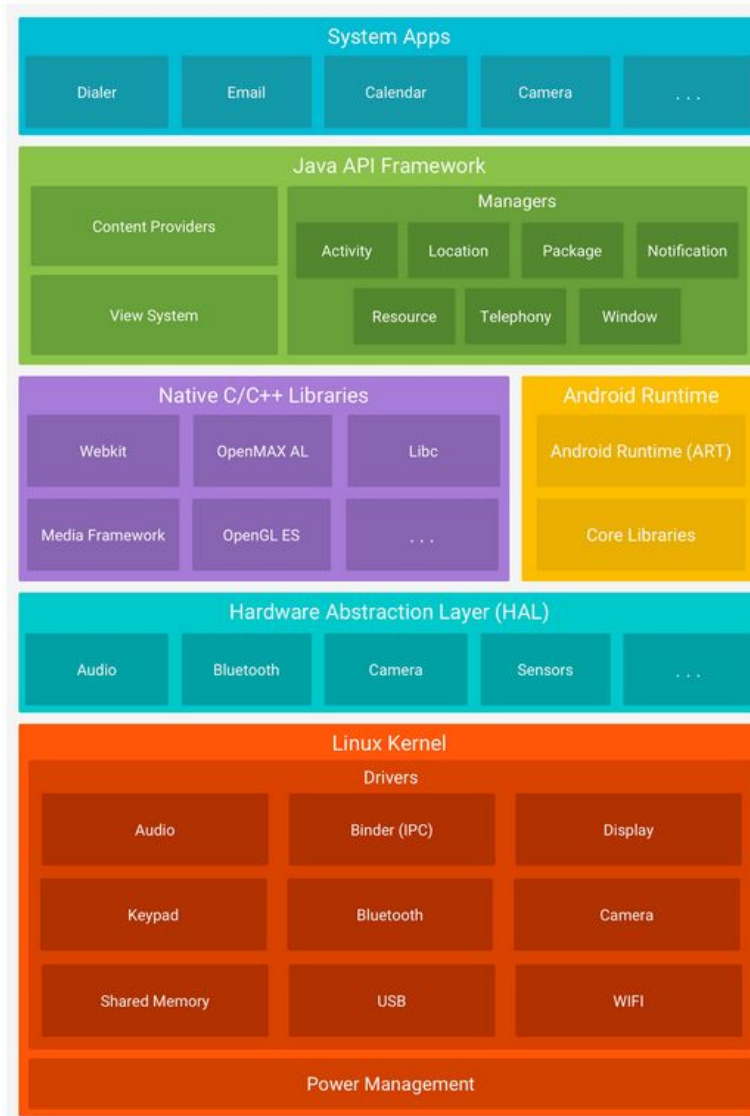 System Apps
Dialer
Email
Calendar
Camera
. . .
Java API Framework
Content Providers
View System
Managers
Activity
Location
Package
Notification
Resource
Telephony
Window
Native C/C++ Libraries
Webkit
OpenMAX AL
Libc
Media Framework
OpenGL ES
. . .
Android Runtime
Android Runtime (ART)
Core Libraries
Hardware Abstraction Layer (HAL)
Audio
Bluetooth
Camera
Sensors
. . .
Linux Kernel
Drivers
Audio
Binder (IPC)
Display
Keypad
Bluetooth
Camera
Shared Memory
USB
WIFI
Power Management